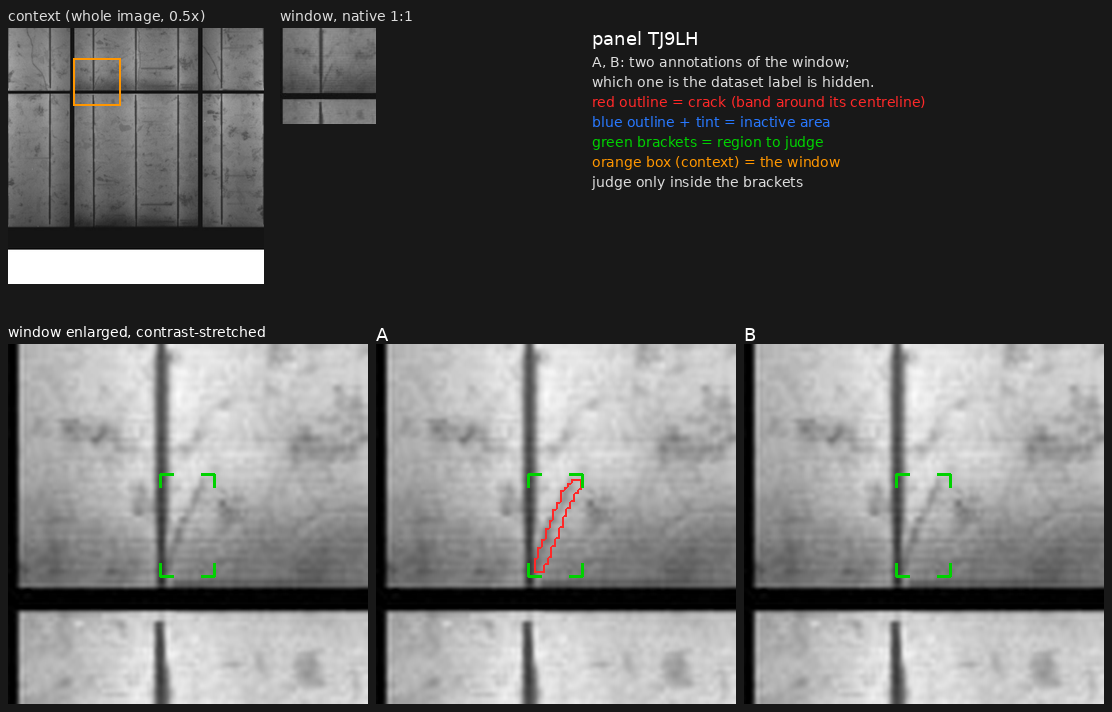 context (whole image, 0.5x)
window, native 1:1
panel TJ9LH
A, B: two annotations of the window;
which one is the dataset label is hidden.
red outline = crack (band around its centreline)
blue outline + tint = inactive area
green brackets = region to judge
orange box (context) = the window
judge only inside the brackets
window enlarged, contrast-stretched
A
B